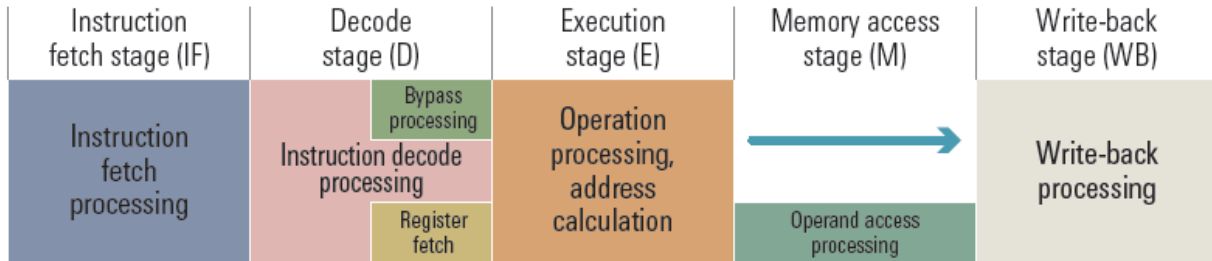 Instruction
fetch stage (IF)
Decode
stage (D)
Execution
stage (E)
Memory access
stage (M)
Write-back
stage (WB)
Instruction
fetch
processing
Bypass
processing
Instruction decode
processing
Register
fetch
Operation
processing,
address
calculation
Operand access
processing
Write-back
processing